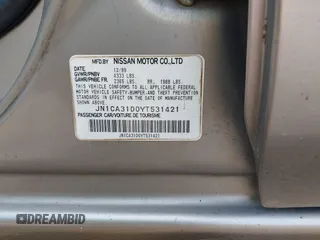 MFD.BY NISSAN MOTOR CO.,LTD
DATE: 12/99
GVWR/PNBV 4333 LBS.
GAWR/PNBE FR. 2365 LBS. RR. 1988 LBS.
THIS VEHICLE CONFORMS TO ALL APPLICABLE FEDERAL
MOTOR VEHICLE SAFETY, BUMPER, AND THEFT PREVENTION
STANDARDS IN EFFECT ON THE DATE OF MANUFACTURE
SHOWN ABOVE.
JN1CA31D0YT531421
JN1CA31D0YT531421
PASSENGER CAR/VOITURE DE TOURISME
DREAMBID